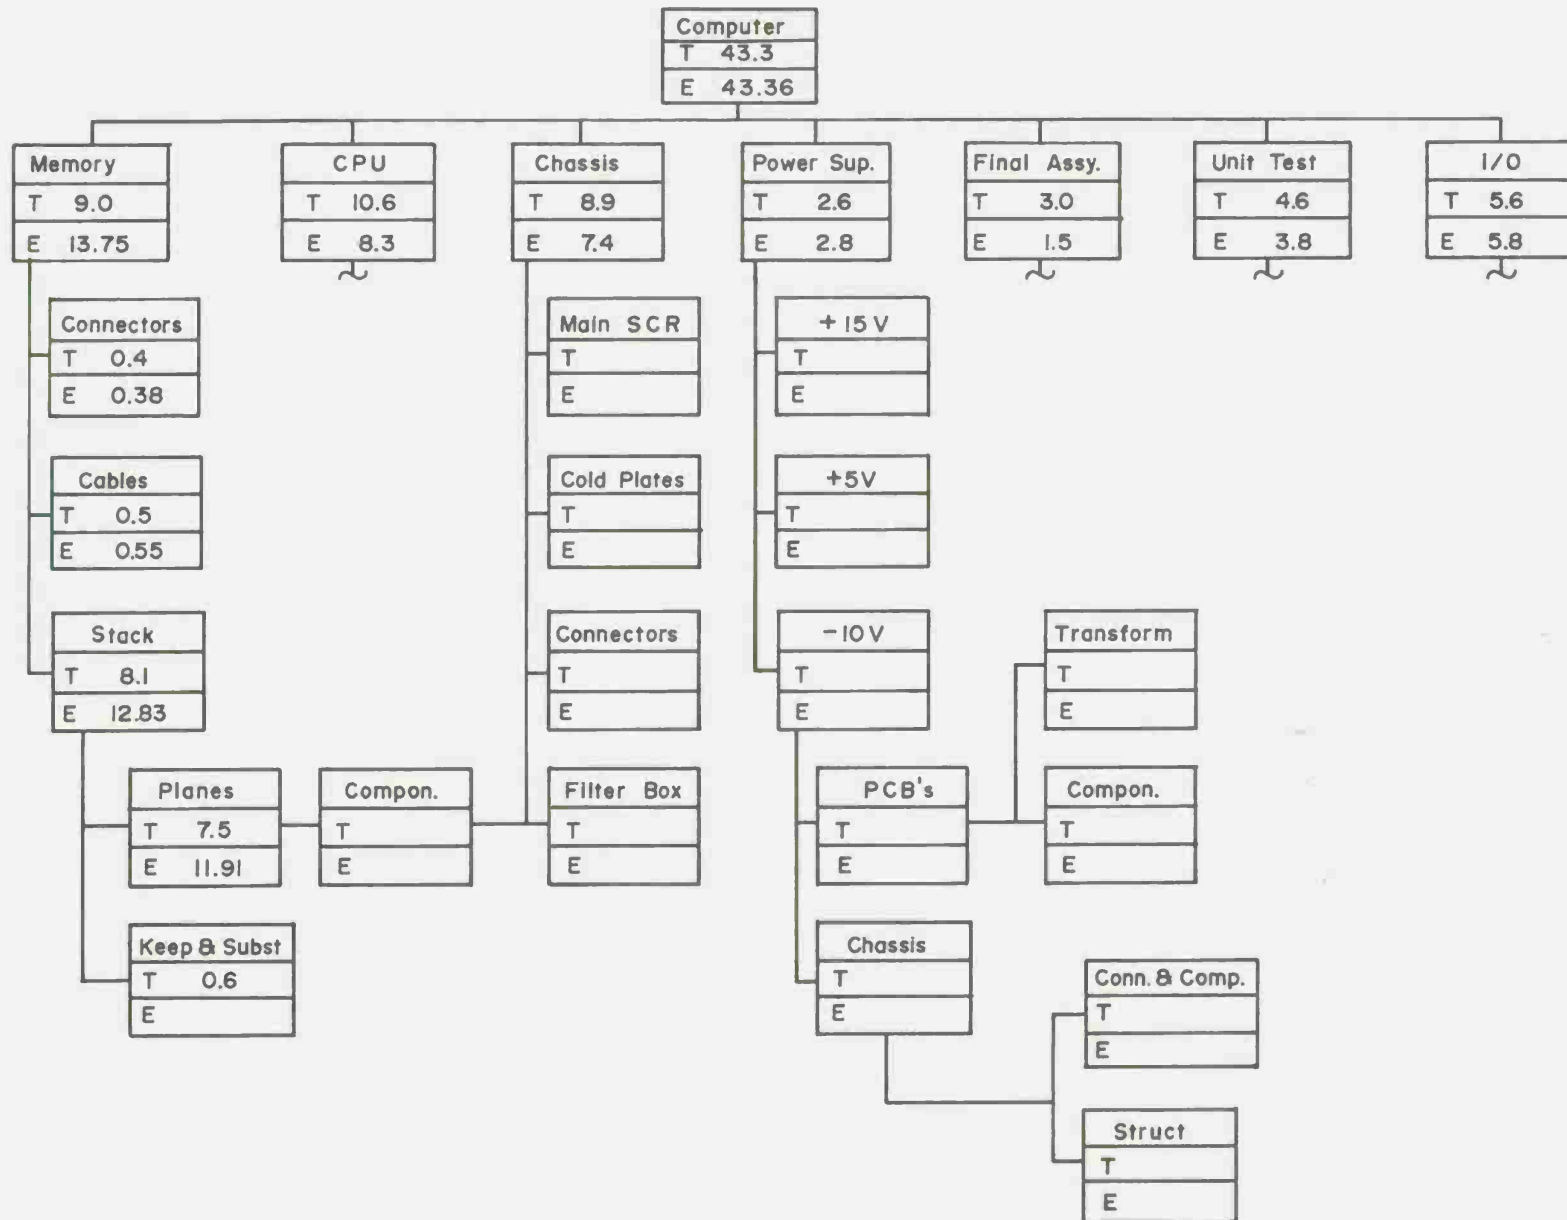 Computer
T 43.3
E 43.36
Memory
T 9.0
E 13.75
CPU
T 10.6
E 8.3
Chassis
T 8.9
E 7.4
Power Sup.
T 2.6
E 2.8
Final Assy.
T 3.0
E 1.5
Unit Test
T 4.6
E 3.8
I/O
T 5.6
E 5.8
Connectors
T 0.4
E 0.38
Cables
T 0.5
E 0.55
Stack
T 8.1
E 12.83
Planes
T 7.5
E 11.91
Keep & Subst
T 0.6
E
Compon.
T
E
Main SCR
T
E
Cold Plates
T
E
Connectors
T
E
Filter Box
T
E
+15V
T
E
+5V
T
E
-10V
T
E
PCB's
T
E
Transform
T
E
Compon.
T
E
Chassis
T
E
Conn. & Comp.
T
E
Struct
T
E